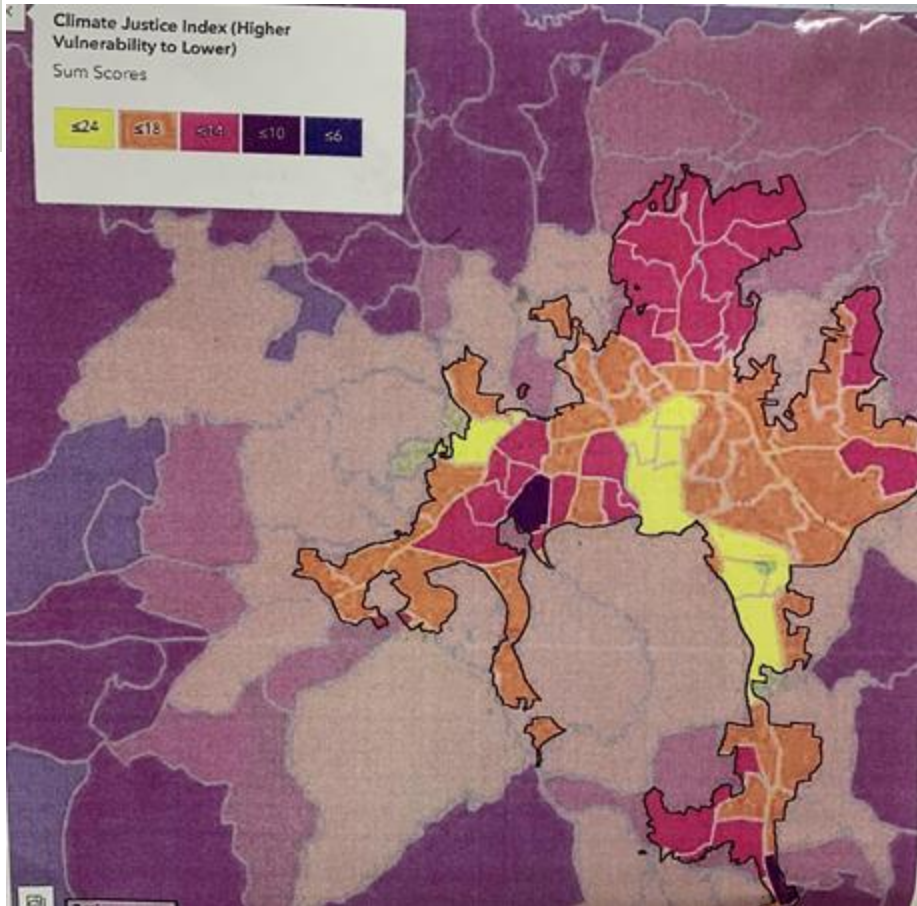 Climate Justice Index (Higher
Vulnerability to Lower)
Sum Scores
≤24 ≤18 ≤14 ≤10 ≤6